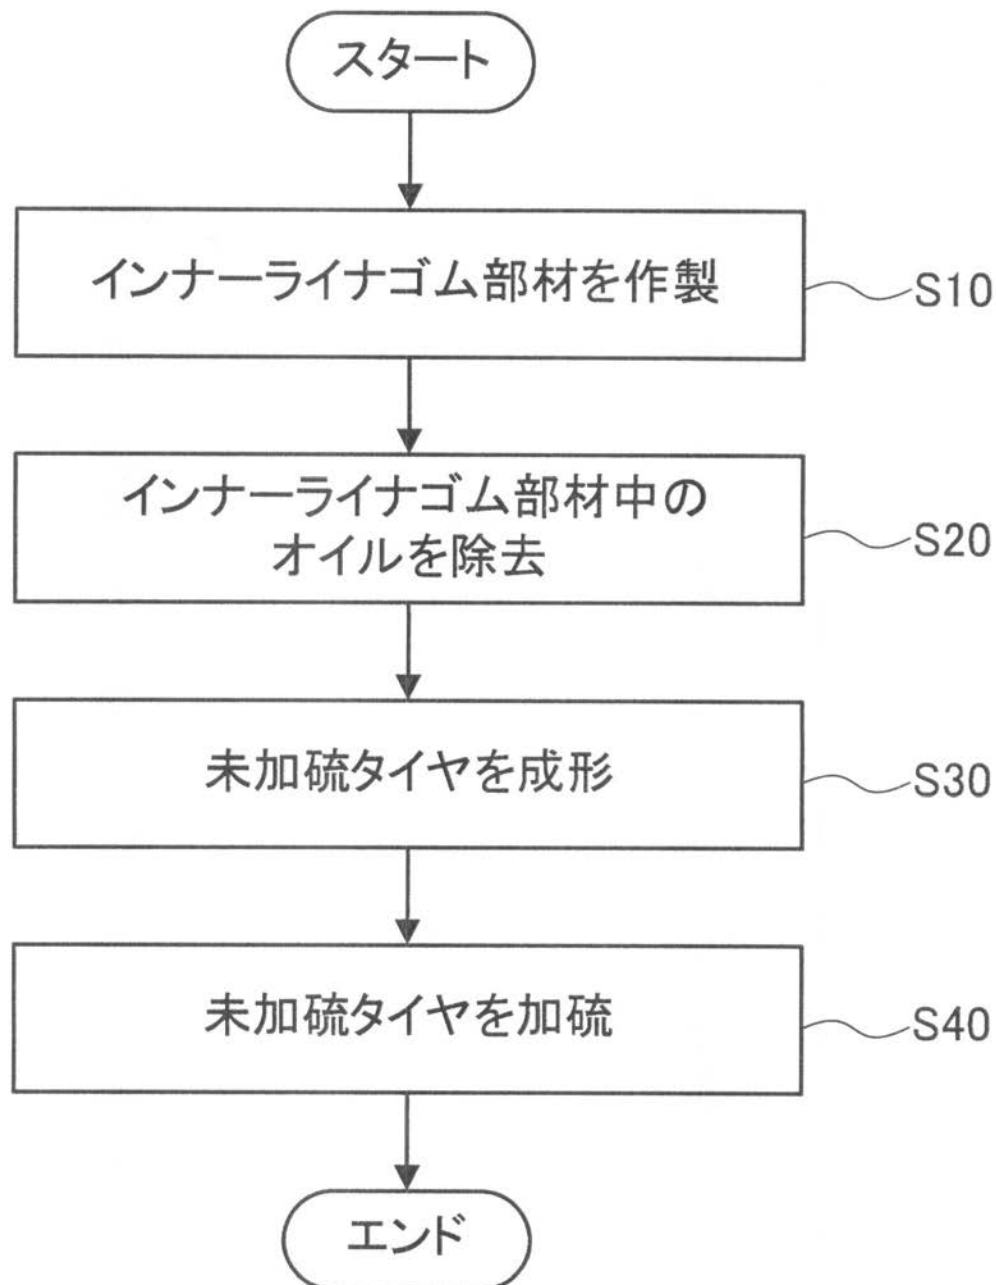 スタート
インナーライナゴム部材を作製
S10
インナーライナゴム部材中の
オイルを除去
S20
未加硫タイヤを成形
S30
未加硫タイヤを加硫
S40
エンド